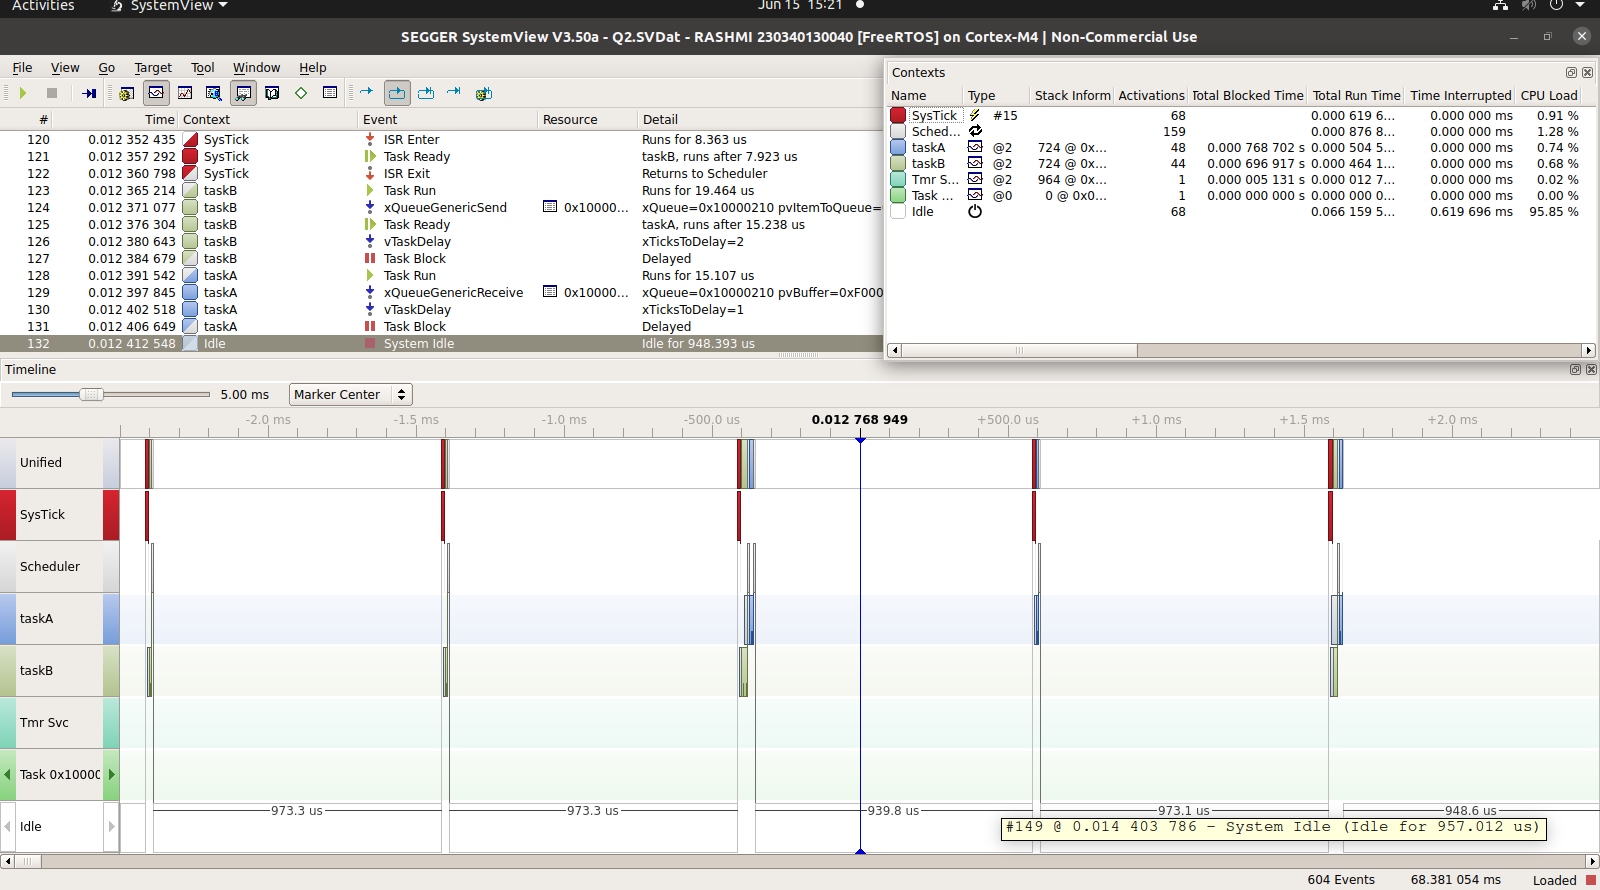 Activities SystemView Jun 15 15:21
SEGGER SystemView V3.50a - Q2.SVDat - RASHMI 230340130040 [FreeRTOS] on Cortex-M4 | Non-Commercial Use
File View Go Target Tool Window Help
# Time Context Event Resource Detail
120 0.012 352 435 SysTick ISR Enter Runs for 8.363 us
121 0.012 357 292 SysTick Task Ready taskB, runs after 7.923 us
122 0.012 360 798 SysTick ISR Exit Returns to Scheduler
123 0.012 365 214 taskB Task Run Runs for 19.464 us
124 0.012 371 077 taskB xQueueGenericSend 0x10000... xQueue=0x10000210 pvItemToQueue=
125 0.012 376 304 taskB Task Ready taskA, runs after 15.238 us
126 0.012 380 643 taskB vTaskDelay xTicksToDelay=2
127 0.012 384 679 taskB Task Block Delayed
128 0.012 391 542 taskA Task Run Runs for 15.107 us
129 0.012 397 845 taskA xQueueGenericReceive 0x10000... xQueue=0x10000210 pvBuffer=0xF000
130 0.012 402 518 taskA vTaskDelay xTicksToDelay=1
131 0.012 406 649 taskA Task Block Delayed
132 0.012 412 548 Idle System Idle Idle for 948.393 us
Contexts
Name Type Stack Inform Activations Total Blocked Time Total Run Time Time Interrupted CPU Load
SysTick #15 68 0.000 619 6... 0.000 000 ms 0.91 %
Sched... 159 0.000 876 8... 0.000 000 ms 1.28 %
taskA @2 724 @ 0x... 48 0.000 768 702 s 0.000 504 5... 0.000 000 ms 0.74 %
taskB @2 724 @ 0x... 44 0.000 696 917 s 0.000 464 1... 0.000 000 ms 0.68 %
Tmr S... @2 964 @ 0x... 1 0.000 005 131 s 0.000 012 7... 0.000 000 ms 0.02 %
Task ... @0 0 @ 0x0... 1 0.000 000 000 s 0.000 000 0... 0.000 000 ms 0.00 %
Idle 68 0.066 159 5... 0.619 696 ms 95.85 %
Timeline
5.00 ms Marker Center
-2.0 ms -1.5 ms -1.0 ms -500.0 us 0.012 768 949 +500.0 us +1.0 ms +1.5 ms +2.0 ms
Unified
SysTick
Scheduler
taskA
taskB
Tmr Svc
Task 0x1000
973.3 us 973.3 us 939.8 us 973.1 us 948.6 us
Idle
#149 @ 0.014 403 786 - System Idle (Idle for 957.012 us)
604 Events 68.381 054 ms Loaded